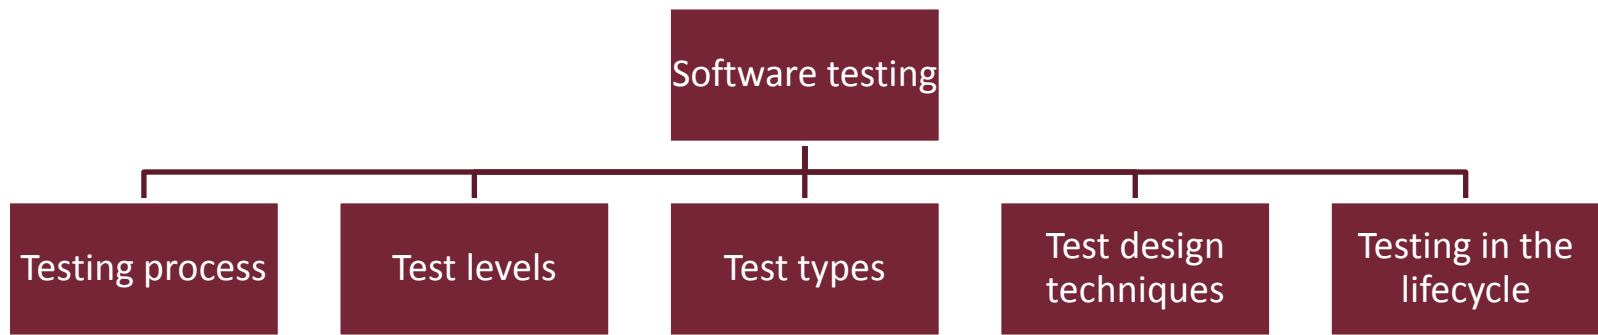 Software testing
Testing process
Test levels
Test types
Test design
techniques
Testing in the
lifecycle